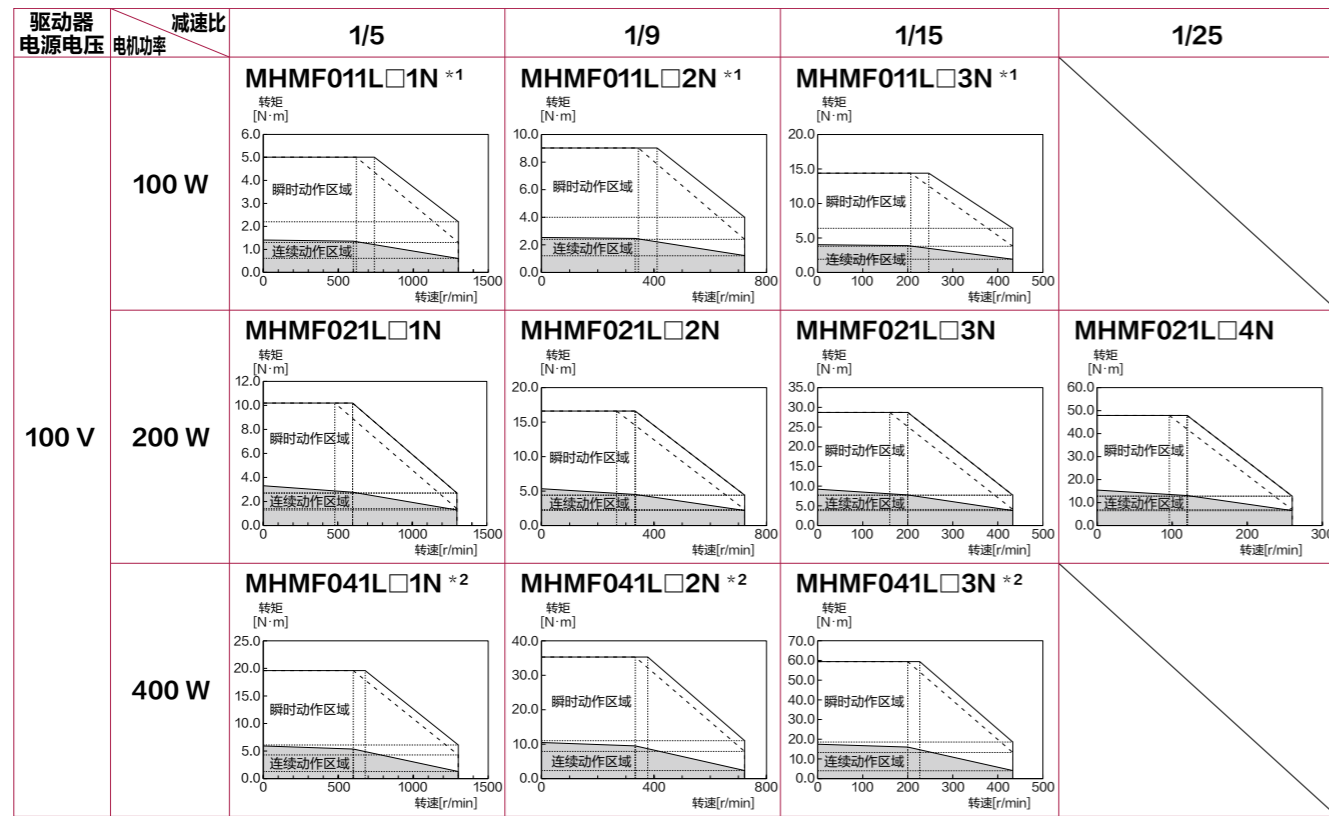 驱动器
电源电压
减速比
电机功率
1/5
1/9
1/15
1/25
100 V
100 W
MHMF011L□1N *1
转矩
[N·m]
6.0
5.0
4.0
3.0
2.0
1.0
0.0
瞬时动作区域
连续动作区域
0 500 1000 1500
转速[r/min]
MHMF011L□2N *1
转矩
[N·m]
10.0
8.0
6.0
4.0
2.0
0.0
瞬时动作区域
连续动作区域
0 400 800
转速[r/min]
MHMF011L□3N *1
转矩
[N·m]
20.0
15.0
10.0
5.0
0.0
瞬时动作区域
连续动作区域
0 100 200 300 400 500
转速[r/min]
200 W
MHMF021L□1N
转矩
[N·m]
12.0
10.0
8.0
6.0
4.0
2.0
0.0
瞬时动作区域
连续动作区域
0 500 1000 1500
转速[r/min]
MHMF021L□2N
转矩
[N·m]
20.0
15.0
10.0
5.0
0.0
瞬时动作区域
连续动作区域
0 400 800
转速[r/min]
MHMF021L□3N
转矩
[N·m]
35.0
30.0
25.0
20.0
15.0
10.0
5.0
0.0
瞬时动作区域
连续动作区域
0 100 200 300 400 500
转速[r/min]
MHMF021L□4N
转矩
[N·m]
60.0
50.0
40.0
30.0
20.0
10.0
0.0
瞬时动作区域
连续动作区域
0 100 200 300
转速[r/min]
400 W
MHMF041L□1N *2
转矩
[N·m]
25.0
20.0
15.0
10.0
5.0
0.0
瞬时动作区域
连续动作区域
0 500 1000 1500
转速[r/min]
MHMF041L□2N *2
转矩
[N·m]
40.0
30.0
20.0
10.0
0.0
瞬时动作区域
连续动作区域
0 400 800
转速[r/min]
MHMF041L□3N *2
转矩
[N·m]
70.0
60.0
50.0
40.0
30.0
20.0
10.0
0.0
瞬时动作区域
连续动作区域
0 100 200 300 400 500
转速[r/min]